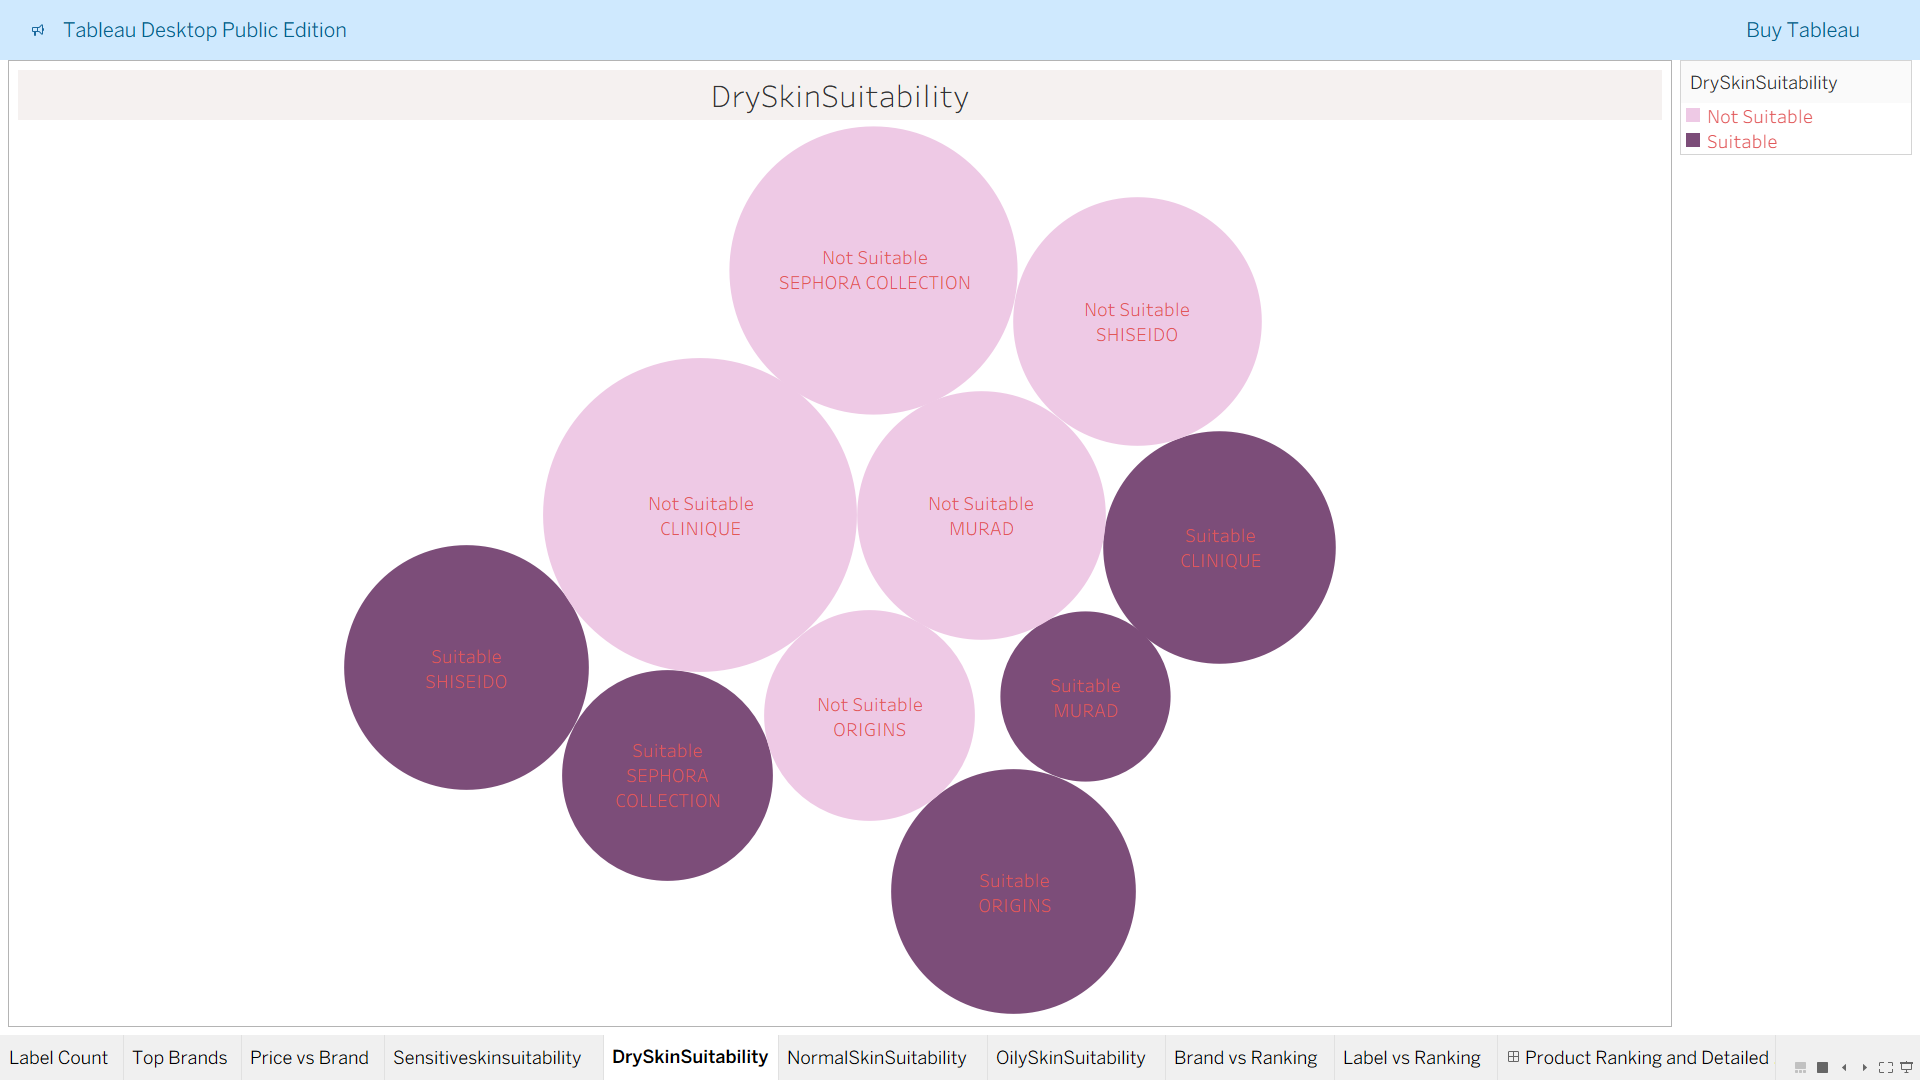 Tableau Desktop Public Edition
Buy Tableau
DrySkinSuitability
DrySkinSuitability
Not Suitable
Suitable
Not Suitable
SEPHORA COLLECTION
Not Suitable
SHISEIDO
Not Suitable
CLINIQUE
Not Suitable
MURAD
Suitable
CLINIQUE
Suitable
SHISEIDO
Suitable
SEPHORA
COLLECTION
Not Suitable
ORIGINS
Suitable
MURAD
Suitable
ORIGINS
Label Count
Top Brands
Price vs Brand
Sensitiveskinsuitability
DrySkinSuitability
NormalSkinSuitability
OilySkinSuitability
Brand vs Ranking
Label vs Ranking
Product Ranking and Detailed